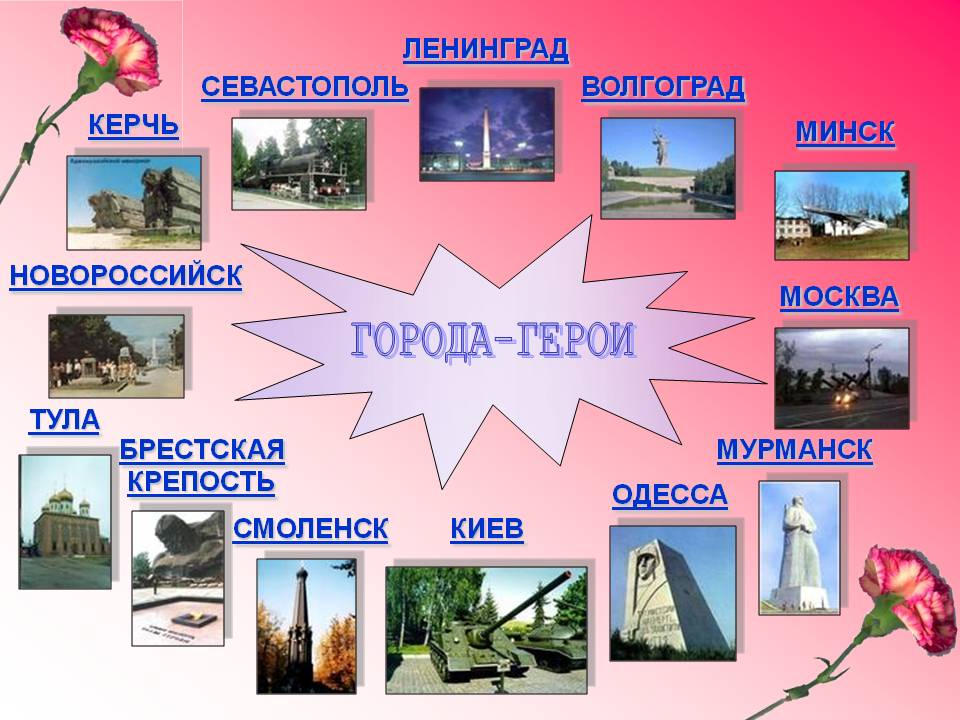 ЛЕНИНГРАД
СЕВАСТОПОЛЬ
ВОЛГОГРАД
КЕРЧЬ
МИНСК
НОВОРОССИЙСК
МОСКВА
ГОРОДА-ГЕРОИ
ТУЛА
БРЕСТСКАЯ
КРЕПОСТЬ
МУРМАНСК
ОДЕССА
СМОЛЕНСК
КИЕВ